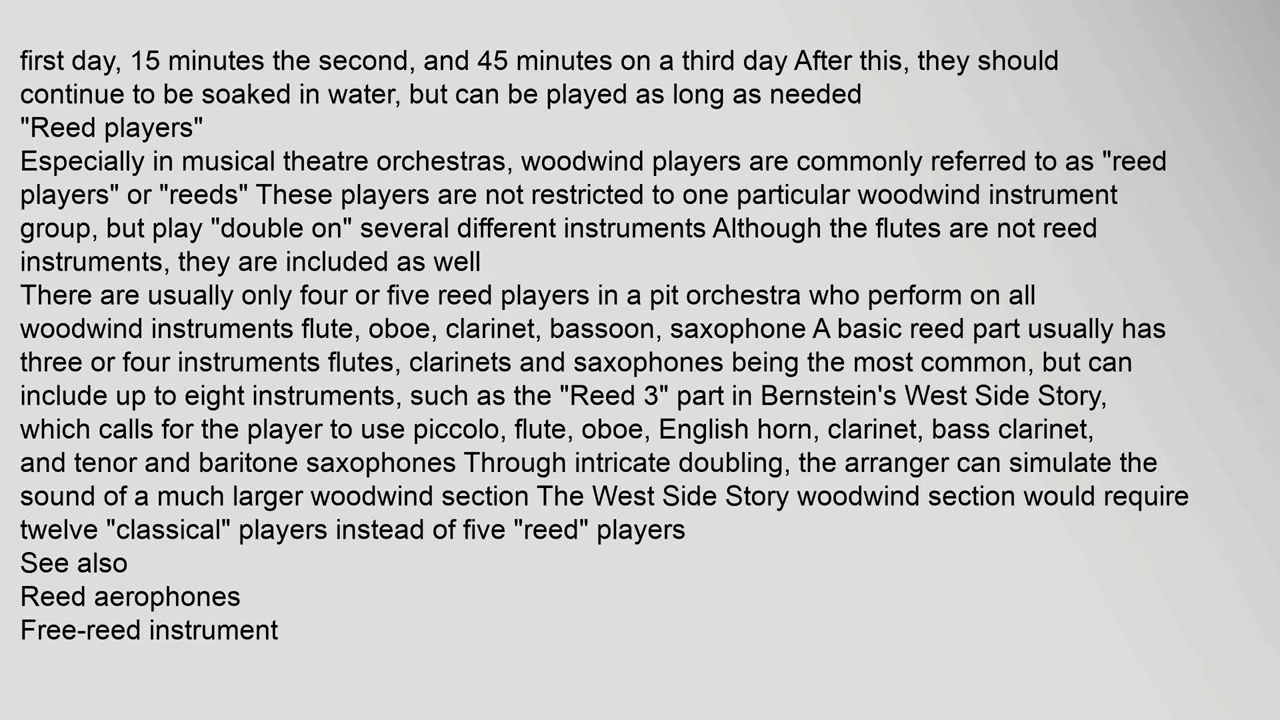 first day, 15 minutes the second, and 45 minutes on a third day After this, they should
continue to be soaked in water, but can be played as long as needed
"Reed players"
Especially in musical theatre orchestras, woodwind players are commonly referred to as "reed
players" or "reeds" These players are not restricted to one particular woodwind instrument
group, but play "double on" several different instruments Although the flutes are not reed
instruments, they are included as well
There are usually only four or five reed players in a pit orchestra who perform on all
woodwind instruments flute, oboe, clarinet, bassoon, saxophone A basic reed part usually has
three or four instruments flutes, clarinets and saxophones being the most common, but can
include up to eight instruments, such as the "Reed 3" part in Bernstein's West Side Story,
which calls for the player to use piccolo, flute, oboe, English horn, clarinet, bass clarinet,
and tenor and baritone saxophones Through intricate doubling, the arranger can simulate the
sound of a much larger woodwind section The West Side Story woodwind section would require
twelve "classical" players instead of five "reed" players
See also
Reed aerophones
Free-reed instrument